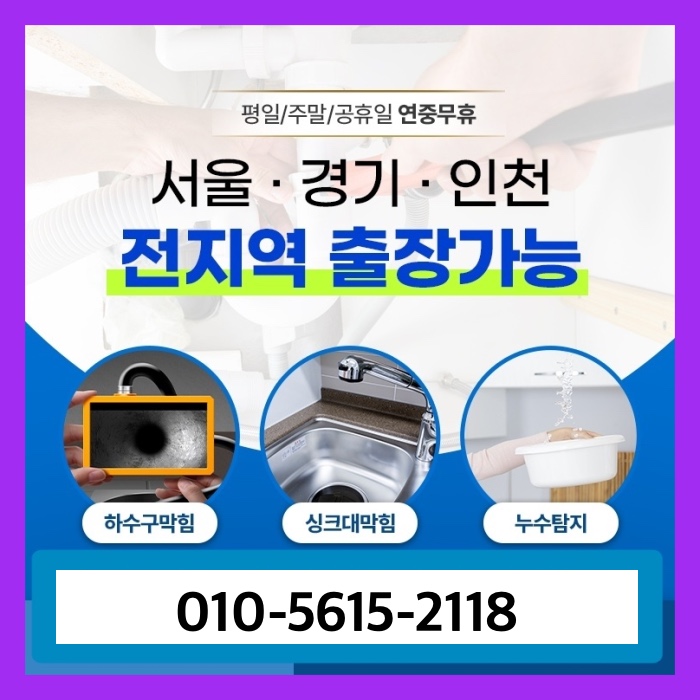 평일/주말/공휴일 연중무휴
서울 · 경기 · 인천
전지역 출장가능
하수구막힘
싱크대막힘
누수탐지
010-5615-2118